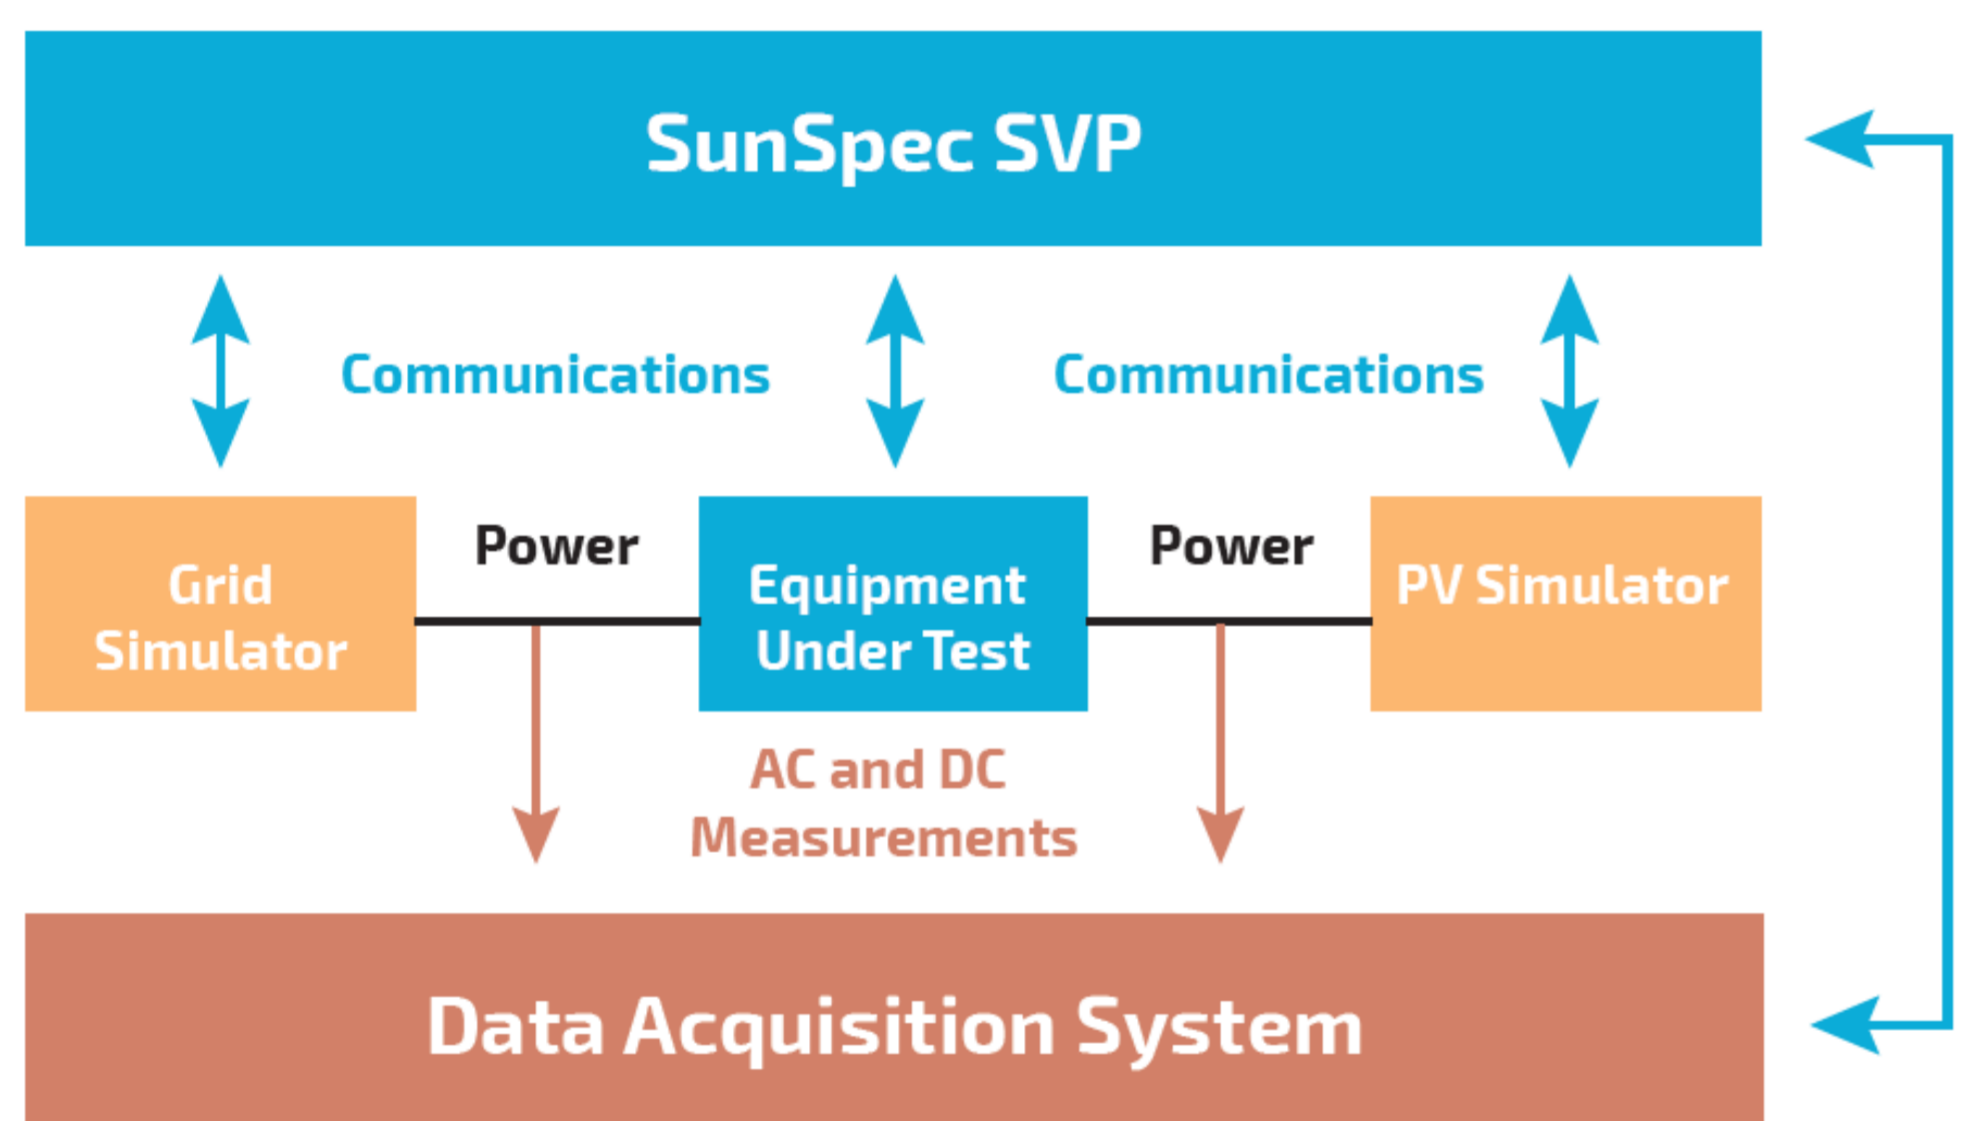 SunSpec SVP
Communications
Communications
Power
Power
Grid
Simulator
Equipment
Under Test
PV Simulator
AC and DC
Measurements
Data Acquisition System